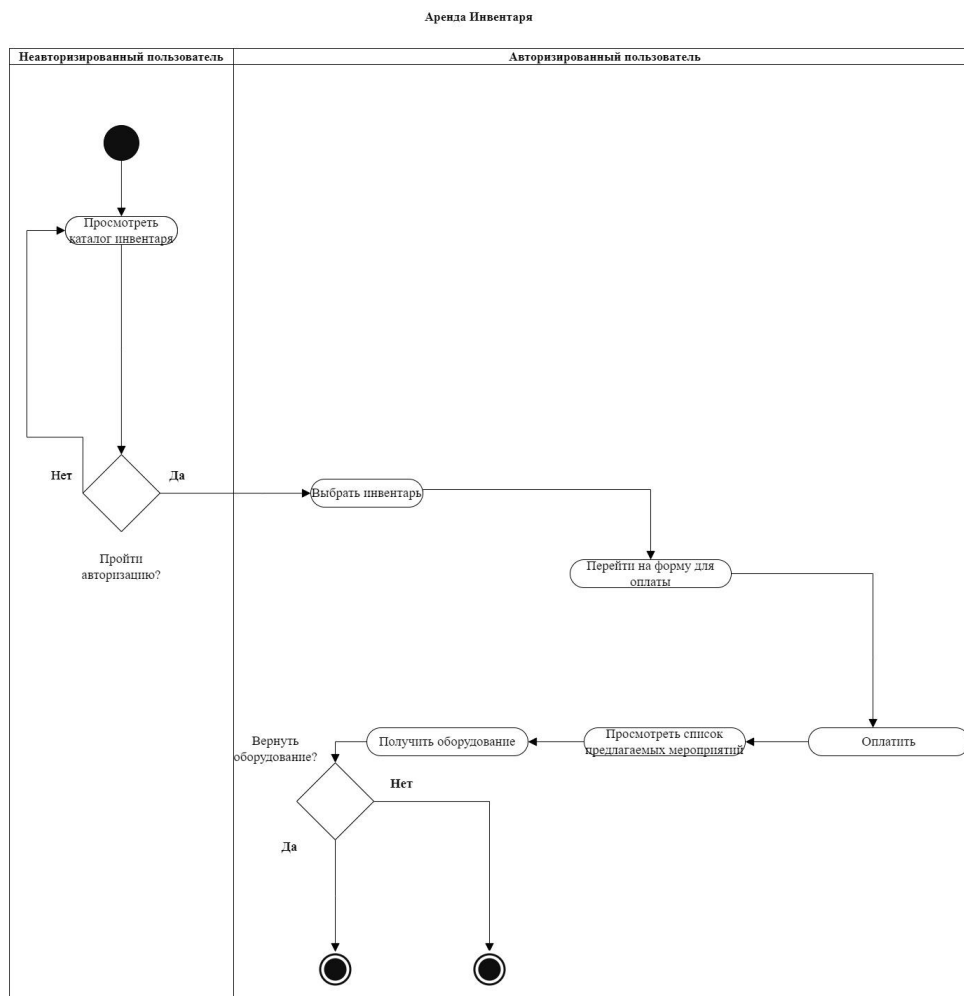 Аренда Инвентаря
Неавторизированный пользователь
Авторизированный пользователь
Просмотреть
каталог инвентаря
Нет
Да
Выбрать инвентарь
Пройти
авторизацию?
Перейти на форму для
оплаты
Вернуть
оборудование?
Получить оборудование
Просмотреть список
предлагаемых мероприятий
Оплатить
Нет
Да